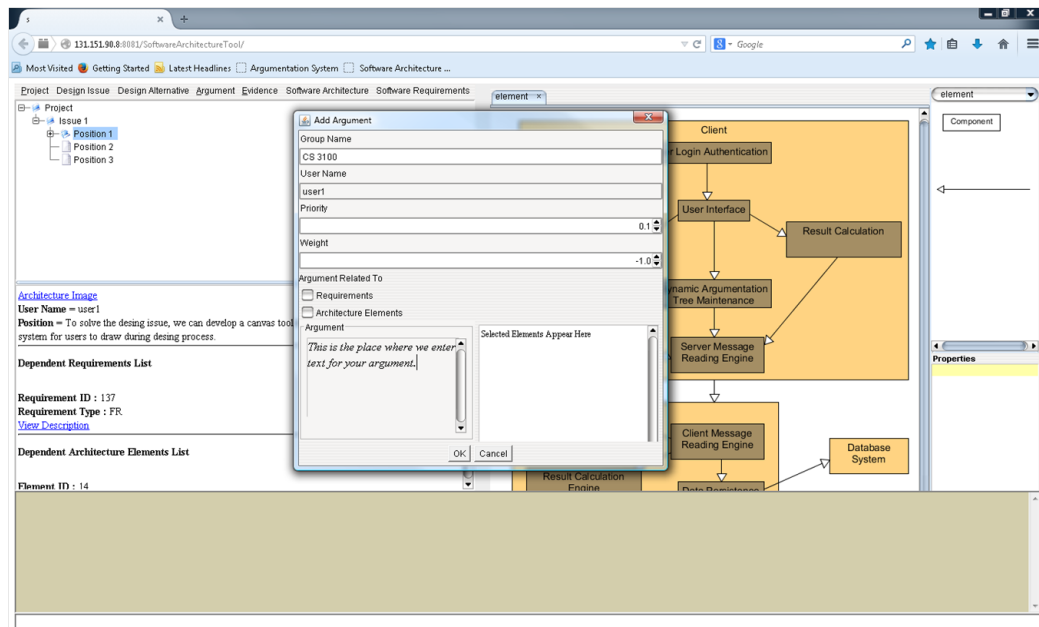 s
131.151.90.8:8081/SoftwareArchitectureTool/
Google
Most Visited Getting Started Latest Headlines Argumentation System Software Architecture ...
Project Design Issue Design Alternative Argument Evidence Software Architecture Software Requirements
element
element
Project
Issue 1
Position 1
Position 2
Position 3
Architecture Image
User Name = user1
Position = To solve the desing issue, we can develop a canvas tool
system for users to draw during desing process.
Dependent Requirements List
Requirement ID : 137
Requirement Type : FR
View Description
Dependent Architecture Elements List
Element ID : 14
Add Argument
Group Name
CS 3100
User Name
user1
Priority
0.1
Weight
-1.0
Argument Related To
Requirements
Architecture Elements
Argument
This is the place where we enter
text for your argument.
Selected Elements Appear Here
OK Cancel
Client
Login Authentication
User Interface
Result Calculation
namic Argumentation
Tree Maintenance
Server Message
Reading Engine
Client Message
Reading Engine
Database
System
Result Calculation
Engine
Data Persistence
Component
Properties